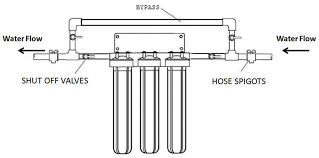 BYPASS
Water Flow
Water Flow
SHUT OFF VALVES
HOSE SPIGOTS